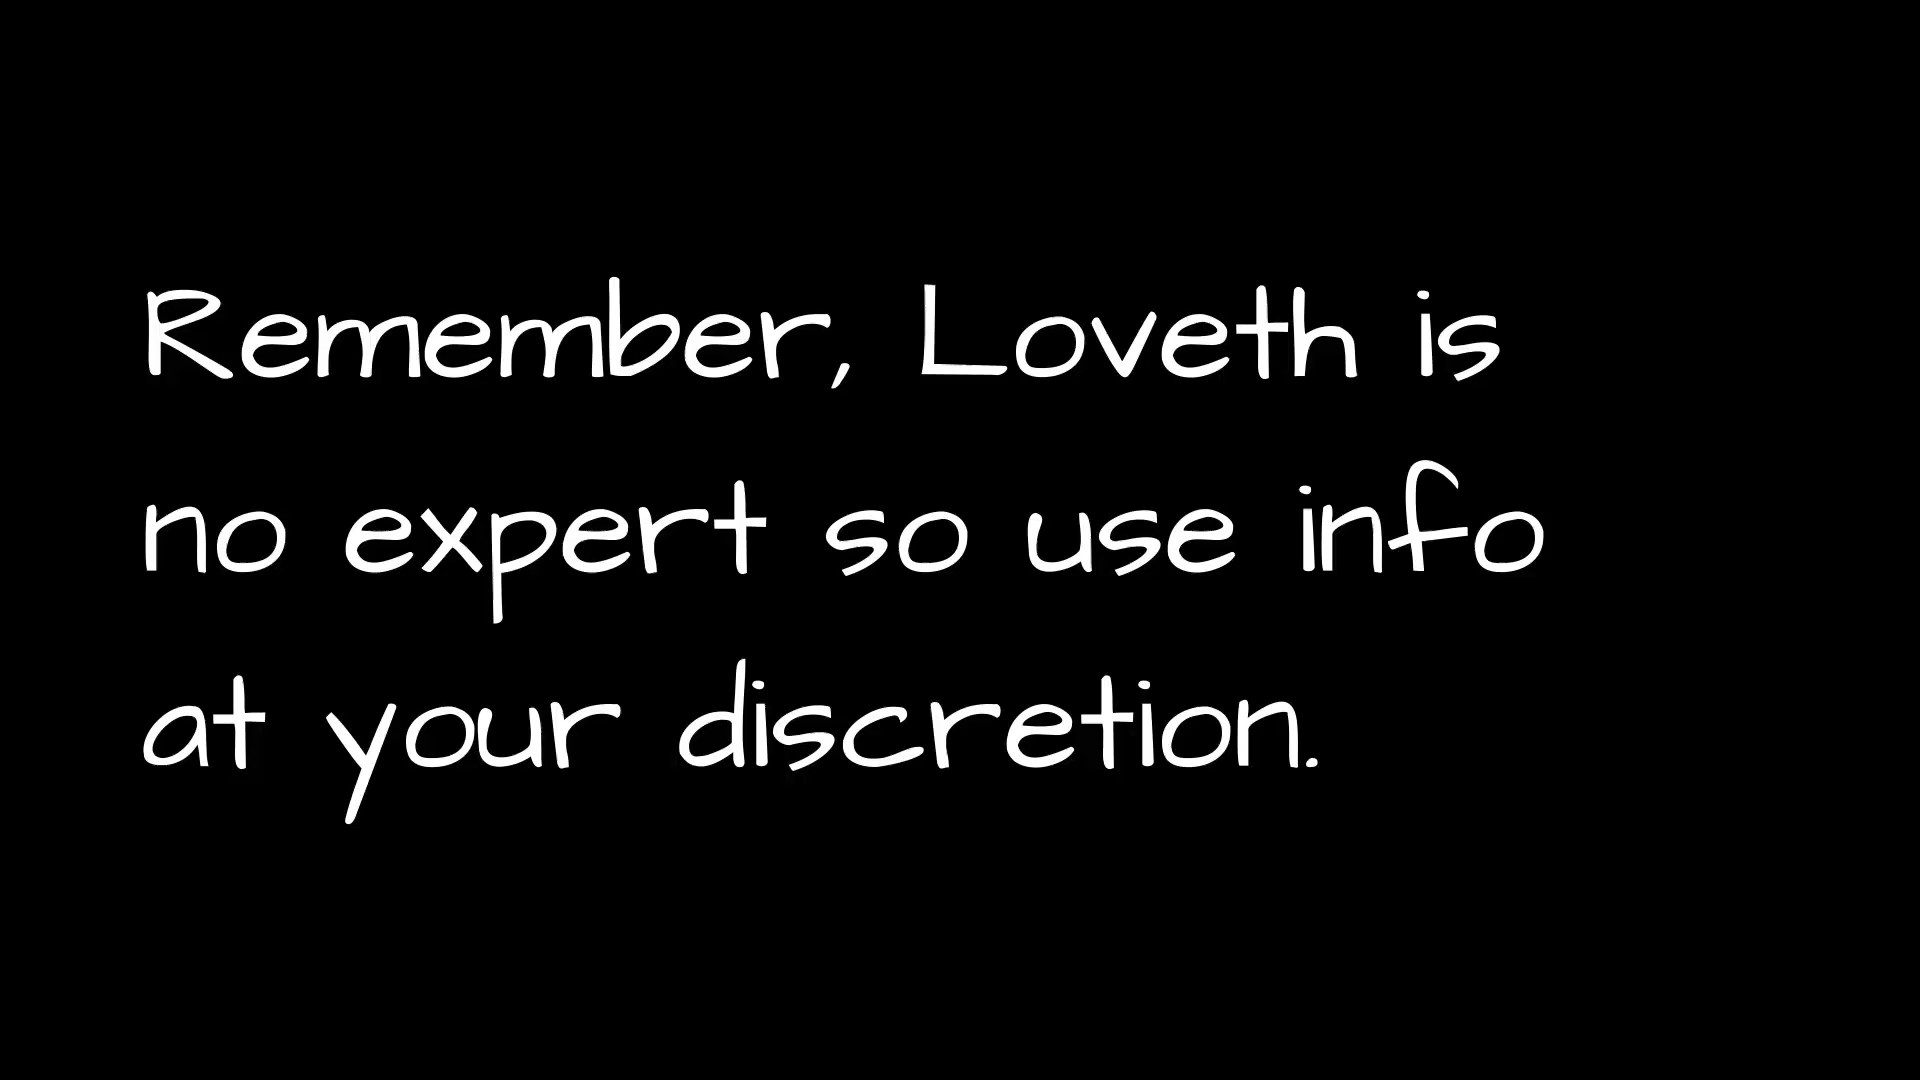 Remember, Loveth is
no expert so use info
at your discretion.